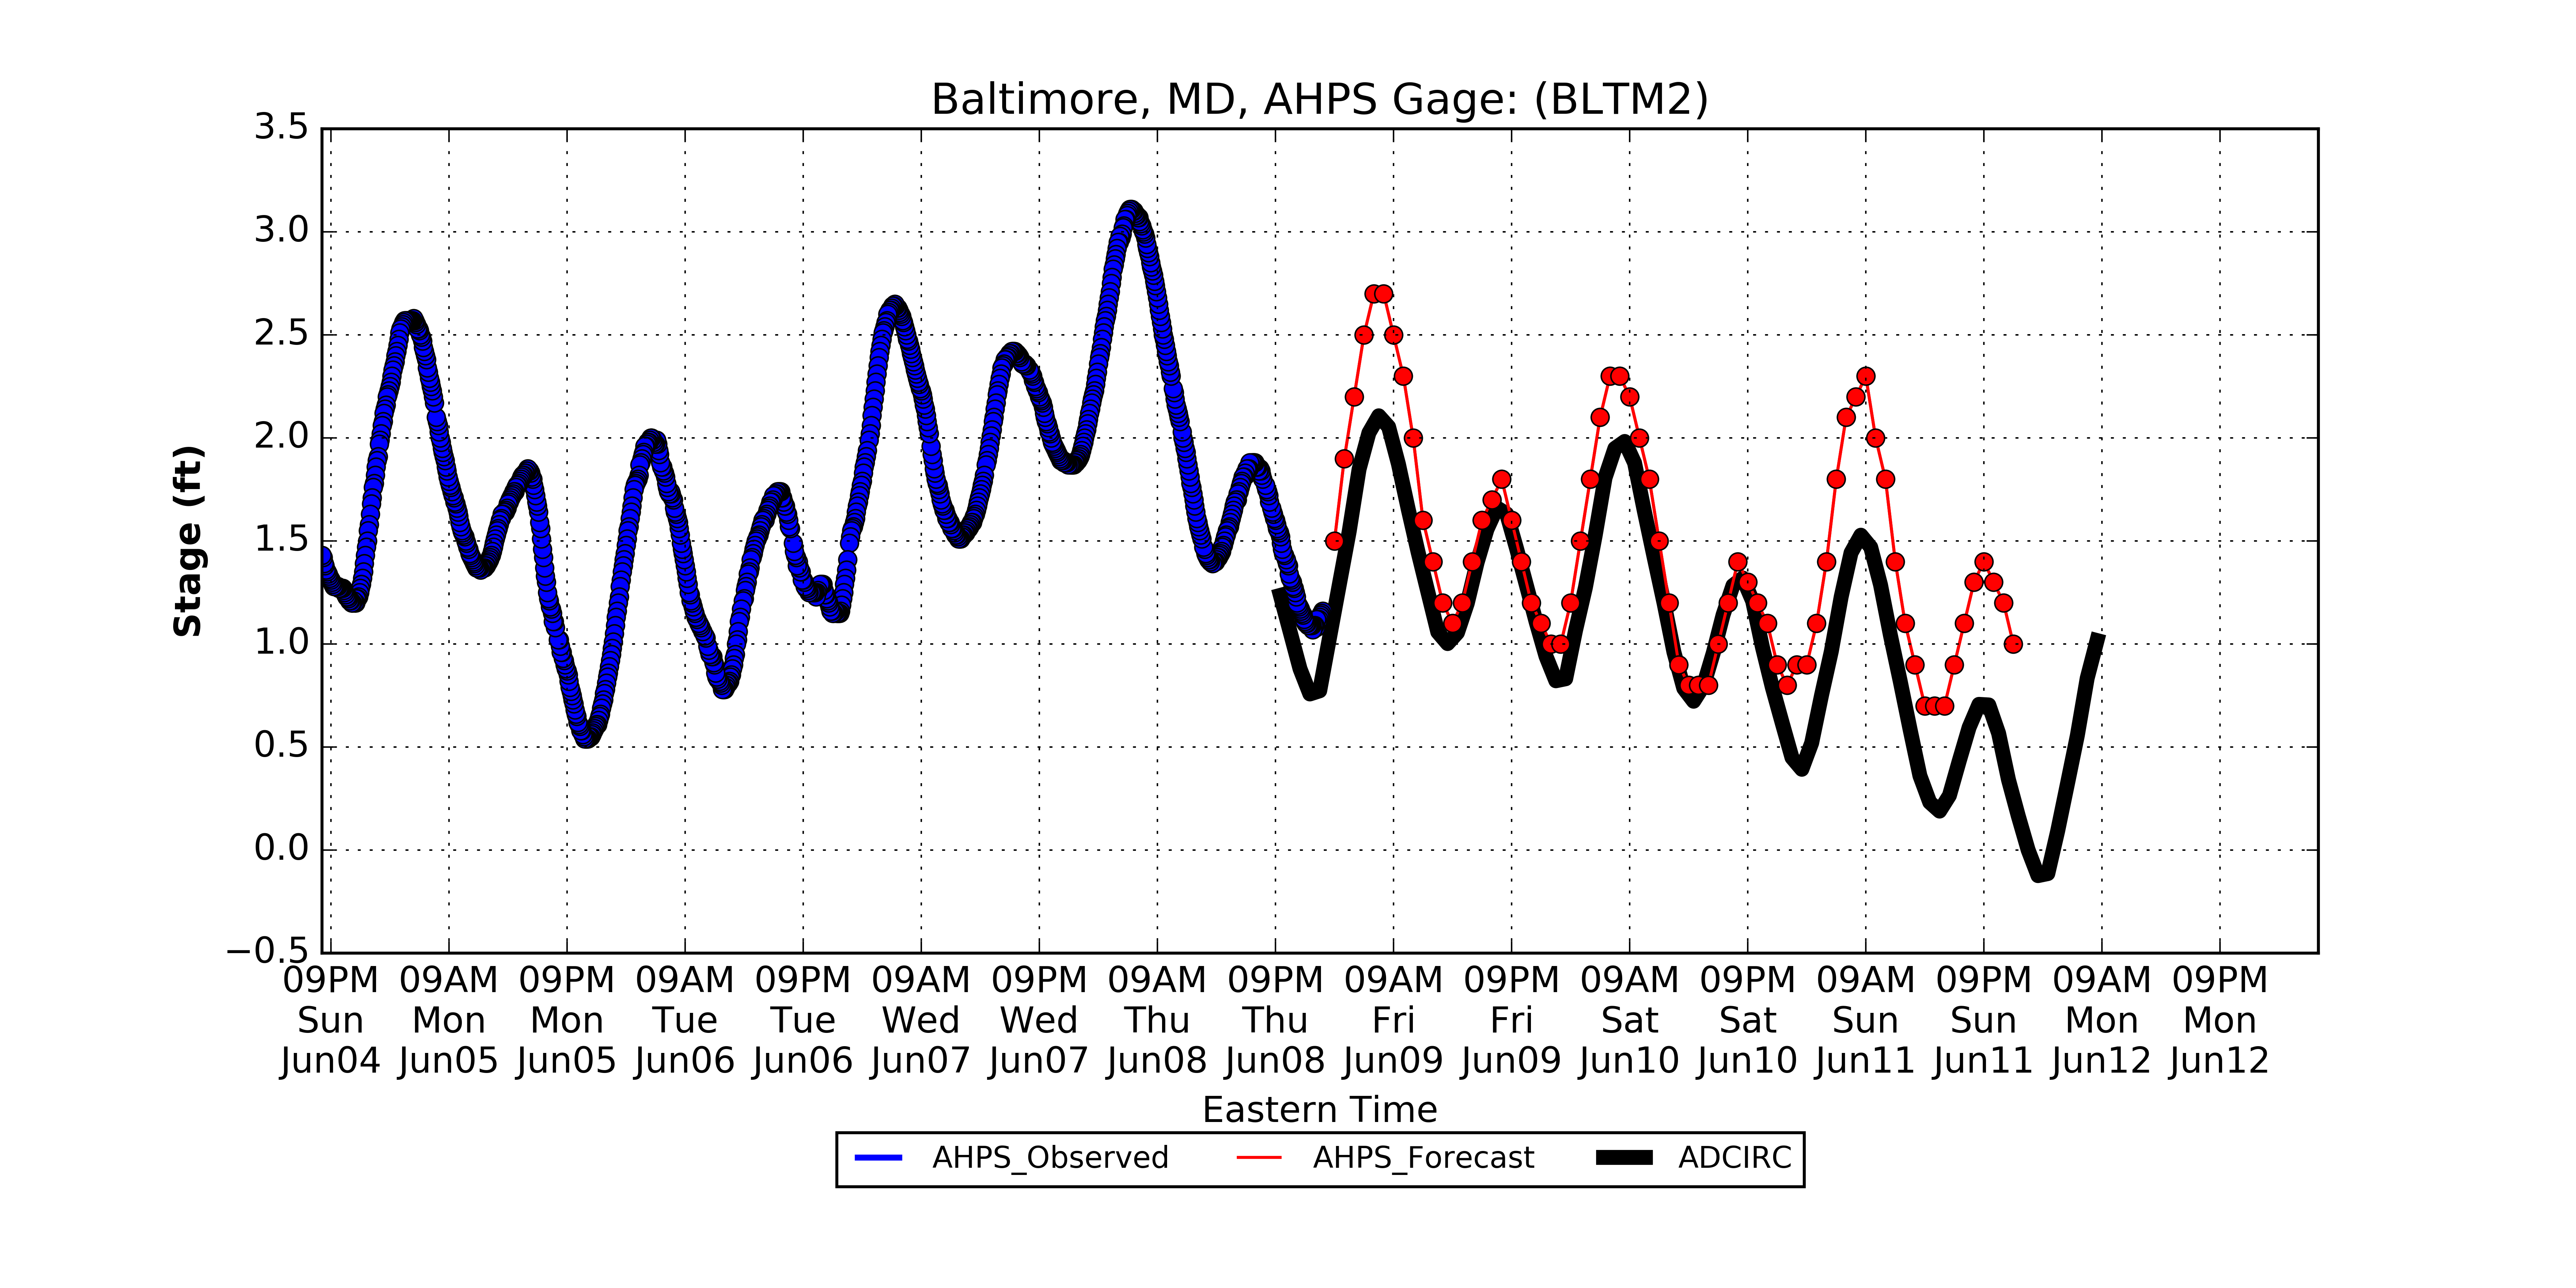 Baltimore, MD, AHPS Gage: (BLTM2)
3.5
3.0
2.5
2.0
1.5
1.0
0.5
0.0
−0.5
Stage (ft)
09PM 09AM 09PM 09AM 09PM 09AM 09PM 09AM 09PM 09AM 09PM 09AM 09PM 09AM 09PM 09AM 09PM
Sun Mon Mon Tue Tue Wed Wed Thu Thu Fri Fri Sat Sat Sun Sun Mon Mon
Jun04 Jun05 Jun05 Jun06 Jun06 Jun07 Jun07 Jun08 Jun08 Jun09 Jun09 Jun10 Jun10 Jun11 Jun11 Jun12 Jun12
Eastern Time
AHPS_Observed AHPS_Forecast ADCIRC